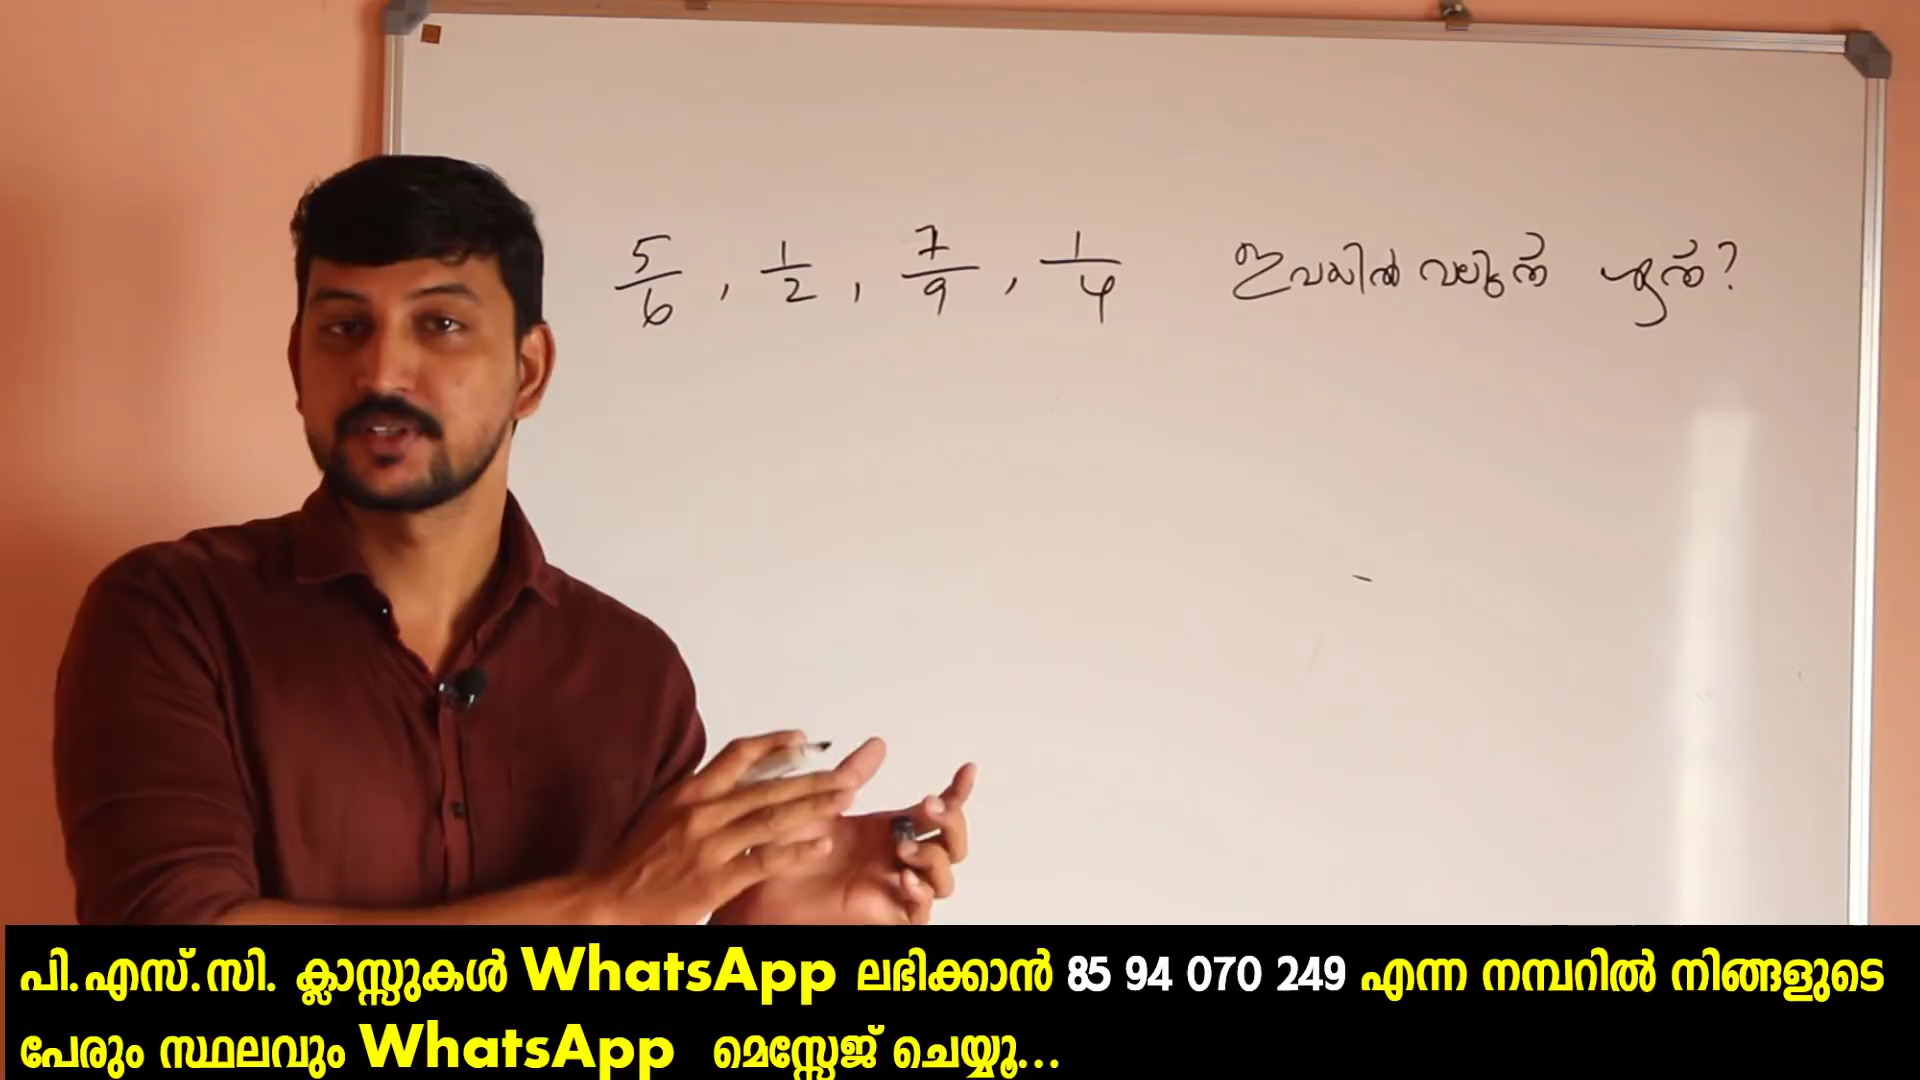 5/6, 1/2, 7/9, 1/4 ഇവയിൽ വലുത് ഏത്?
പി.എസ്.സി. ക്ലാസ്സുകൾ WhatsApp ലഭിക്കാൻ 85 94 070 249 എന്ന നമ്പറിൽ നിങ്ങളുടെ
പേരും സ്ഥലവും WhatsApp മെസ്സേജ് ചെയ്യൂ...